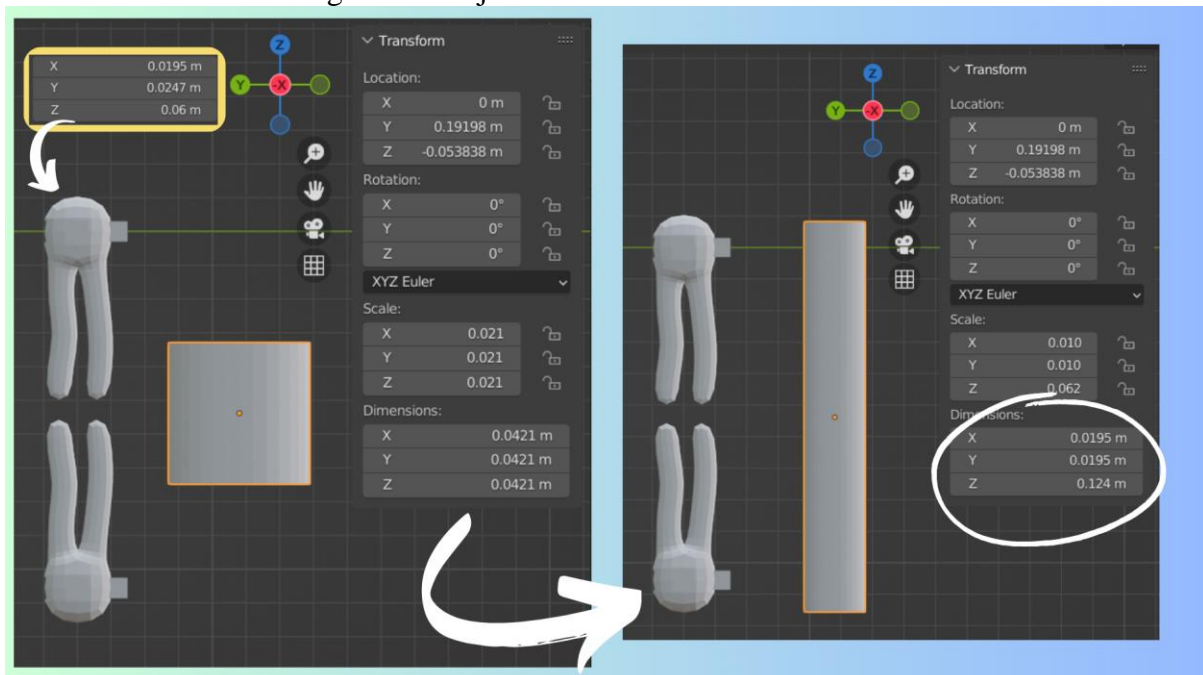 X 0.0195 m
Y 0.0247 m
Z 0.06 m
Z
Y
-X
Transform
Location:
X 0 m
Y 0.19198 m
Z -0.053838 m
Rotation:
X 0°
Y 0°
Z 0°
XYZ Euler
Scale:
X 0.021
Y 0.021
Z 0.021
Dimensions:
X 0.0421 m
Y 0.0421 m
Z 0.0421 m
Z
Y
-X
Transform
Location:
X 0 m
Y 0.19198 m
Z -0.053838 m
Rotation:
X 0°
Y 0°
Z 0°
XYZ Euler
Scale:
X 0.010
Y 0.010
Z 0.062
Dimensions:
X 0.0195 m
Y 0.0195 m
Z 0.124 m